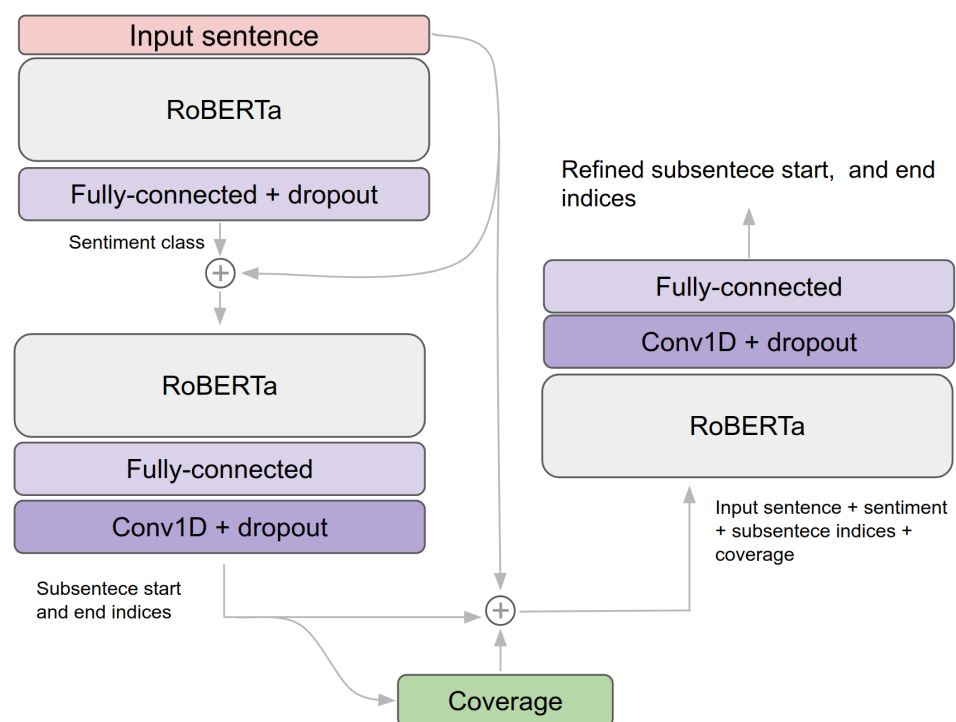 Input sentence
RoBERTa
Fully-connected + dropout
Sentiment class
RoBERTa
Fully-connected
Conv1D + dropout
Subsentece start
and end indices
Coverage
Refined subsentece start,  and end
indices
Fully-connected
Conv1D + dropout
RoBERTa
Input sentence + sentiment
+ subsentece indices +
coverage